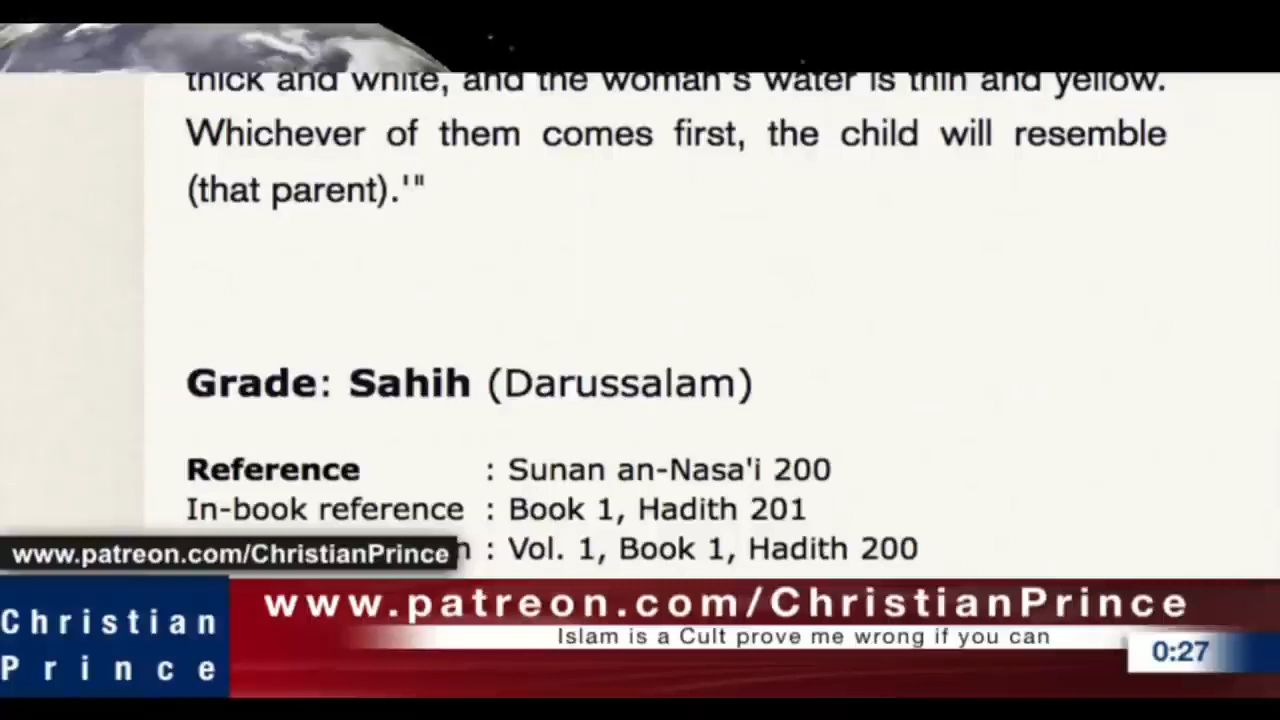 thick and white, and the woman's water is thin and yellow.
Whichever of them comes first, the child will resemble
(that parent).'"
Grade: Sahih (Darussalam)
Reference : Sunan an-Nasa'i 200
In-book reference : Book 1, Hadith 201
n : Vol. 1, Book 1, Hadith 200
www.patreon.com/ChristianPrince
Christian
Prince
www.patreon.com/ChristianPrince
Islam is a Cult prove me wrong if you can
0:27